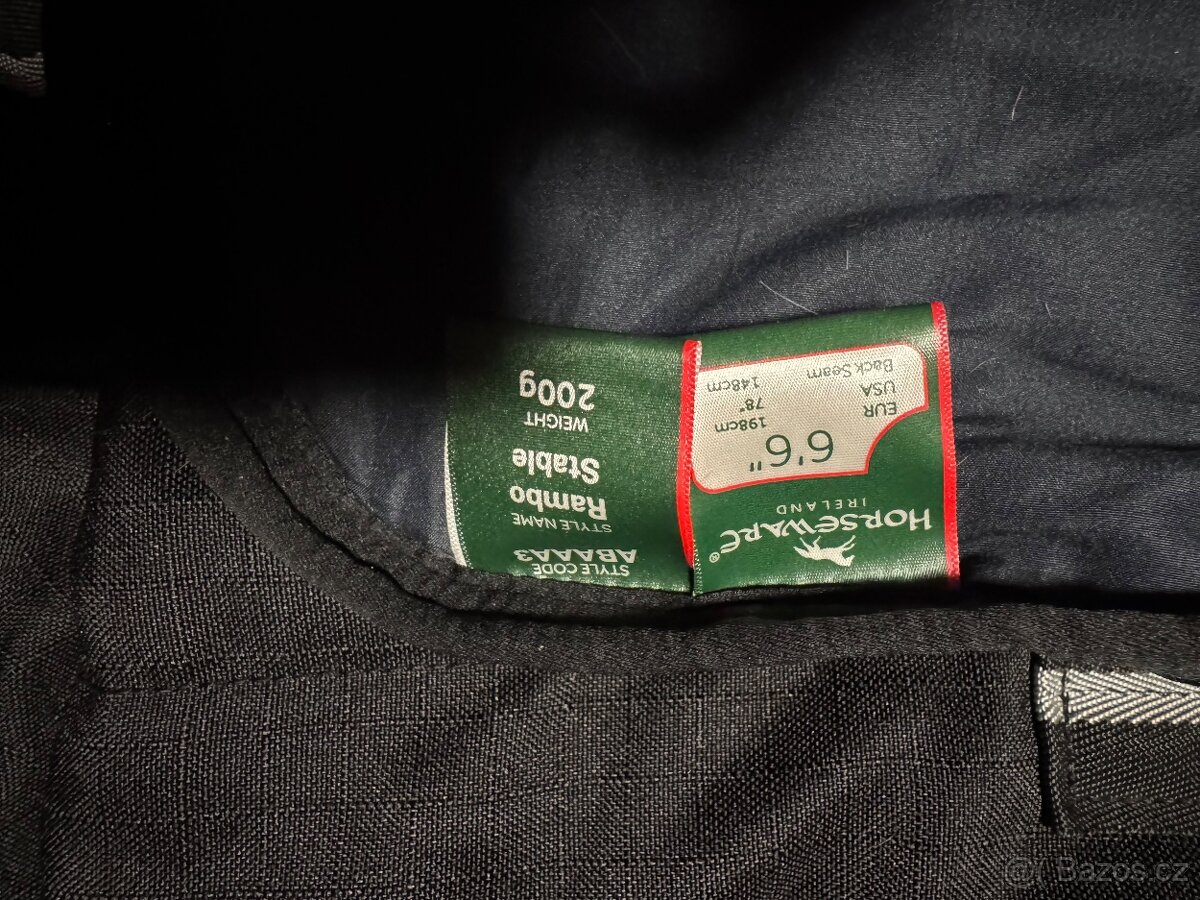 HORSEWARE®
IRELAND
6'6"
EUR 198cm
USA 78"
Back Seam 148cm
STYLE CODE
ABAAA3
STYLE NAME
Rambo
Stable
WEIGHT
200g
Bazos.cz